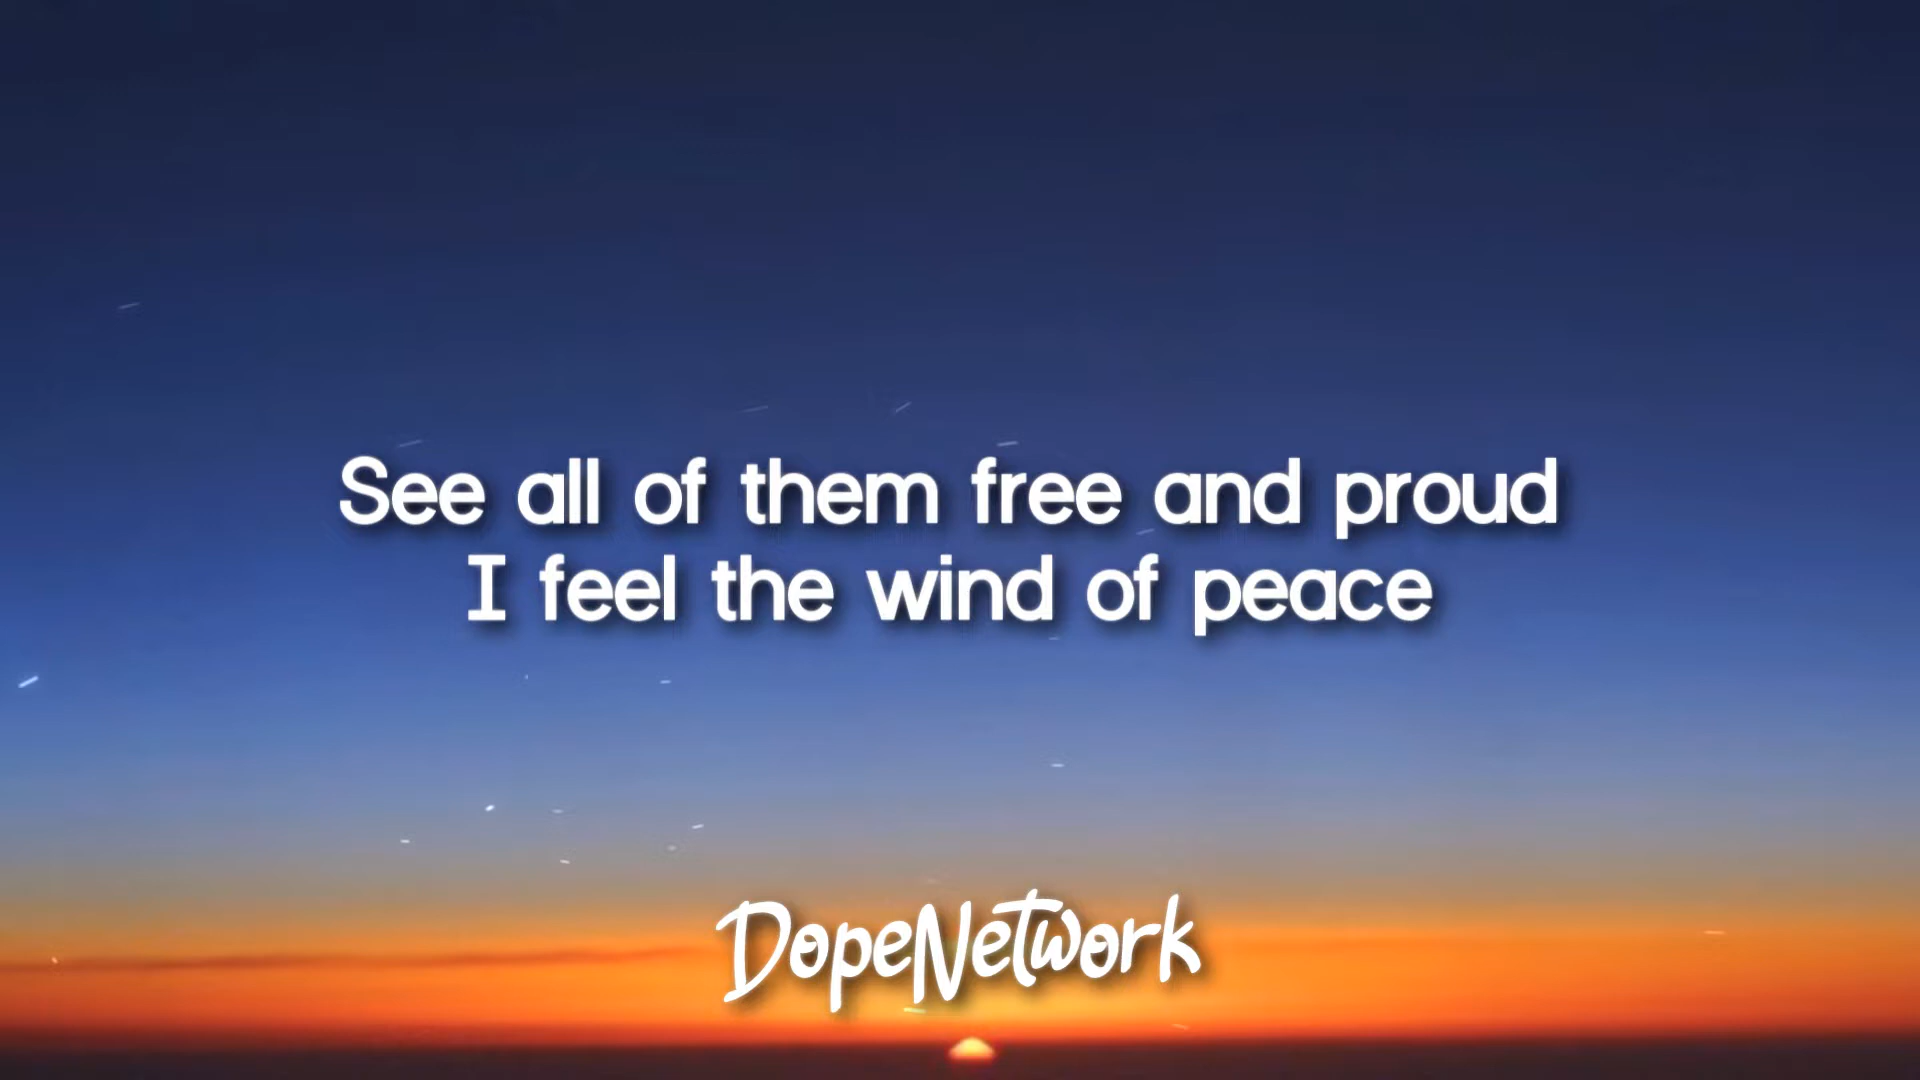 See all of them free and proud
I feel the wind of peace
DopeNetwork